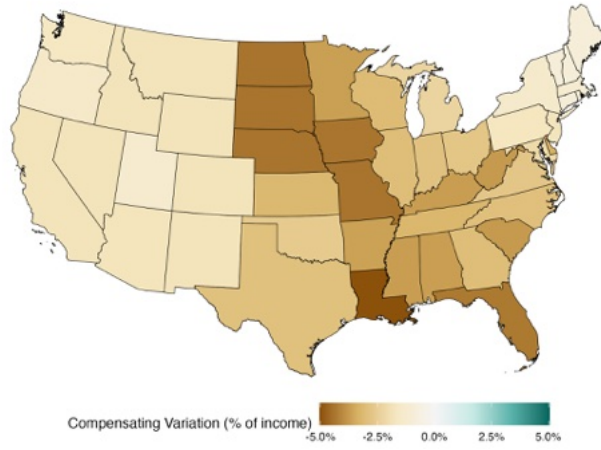 Compensating Variation (% of income)
-5.0% -2.5% 0.0% 2.5% 5.0%